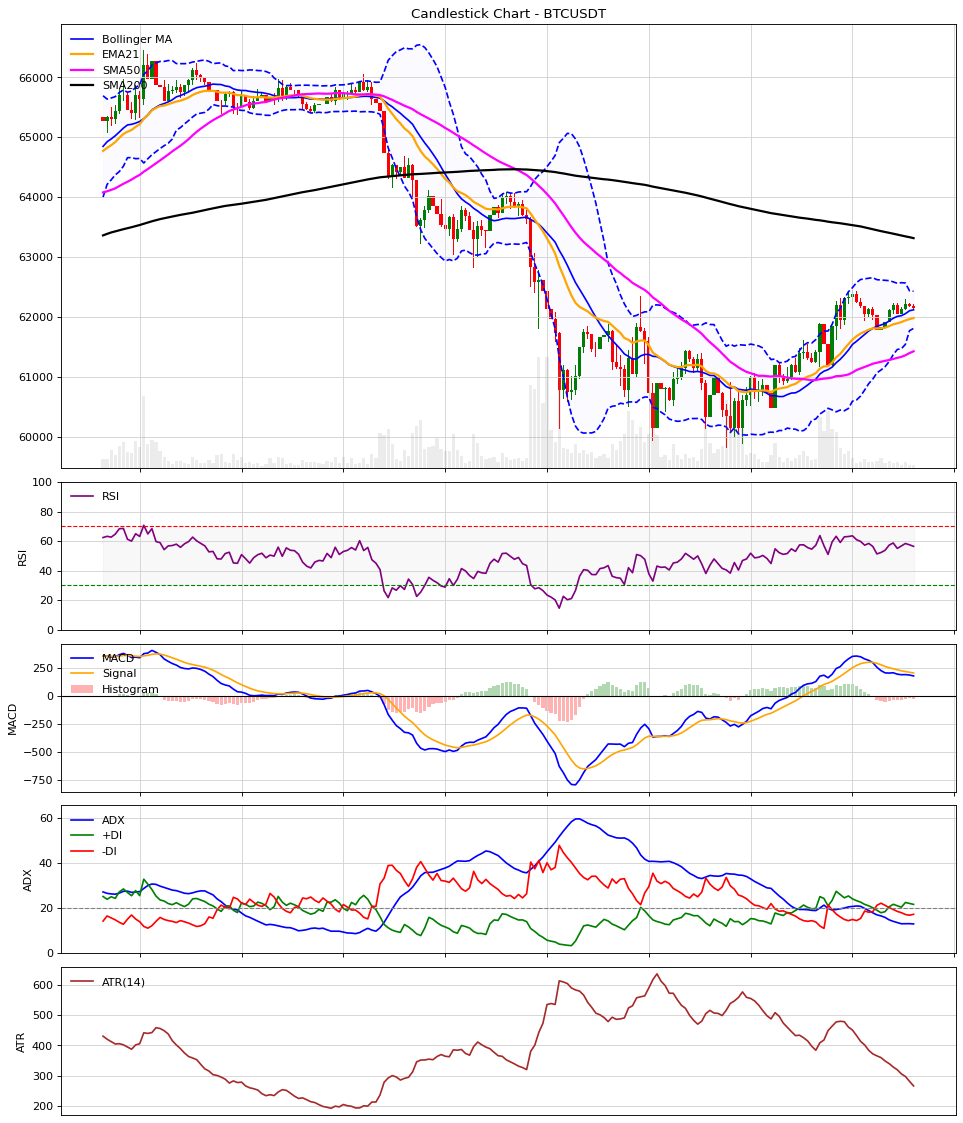 Candlestick Chart - BTCUSDT
Bollinger MA
EMA21
SMA50
SMA200
66000
65000
64000
63000
62000
61000
60000
RSI
100
80
60
40
20
0
RSI
MACD
Signal
Histogram
250
0
−250
−500
−750
MACD
ADX
+DI
-DI
60
40
20
0
ADX
ATR(14)
600
500
400
300
200
ATR